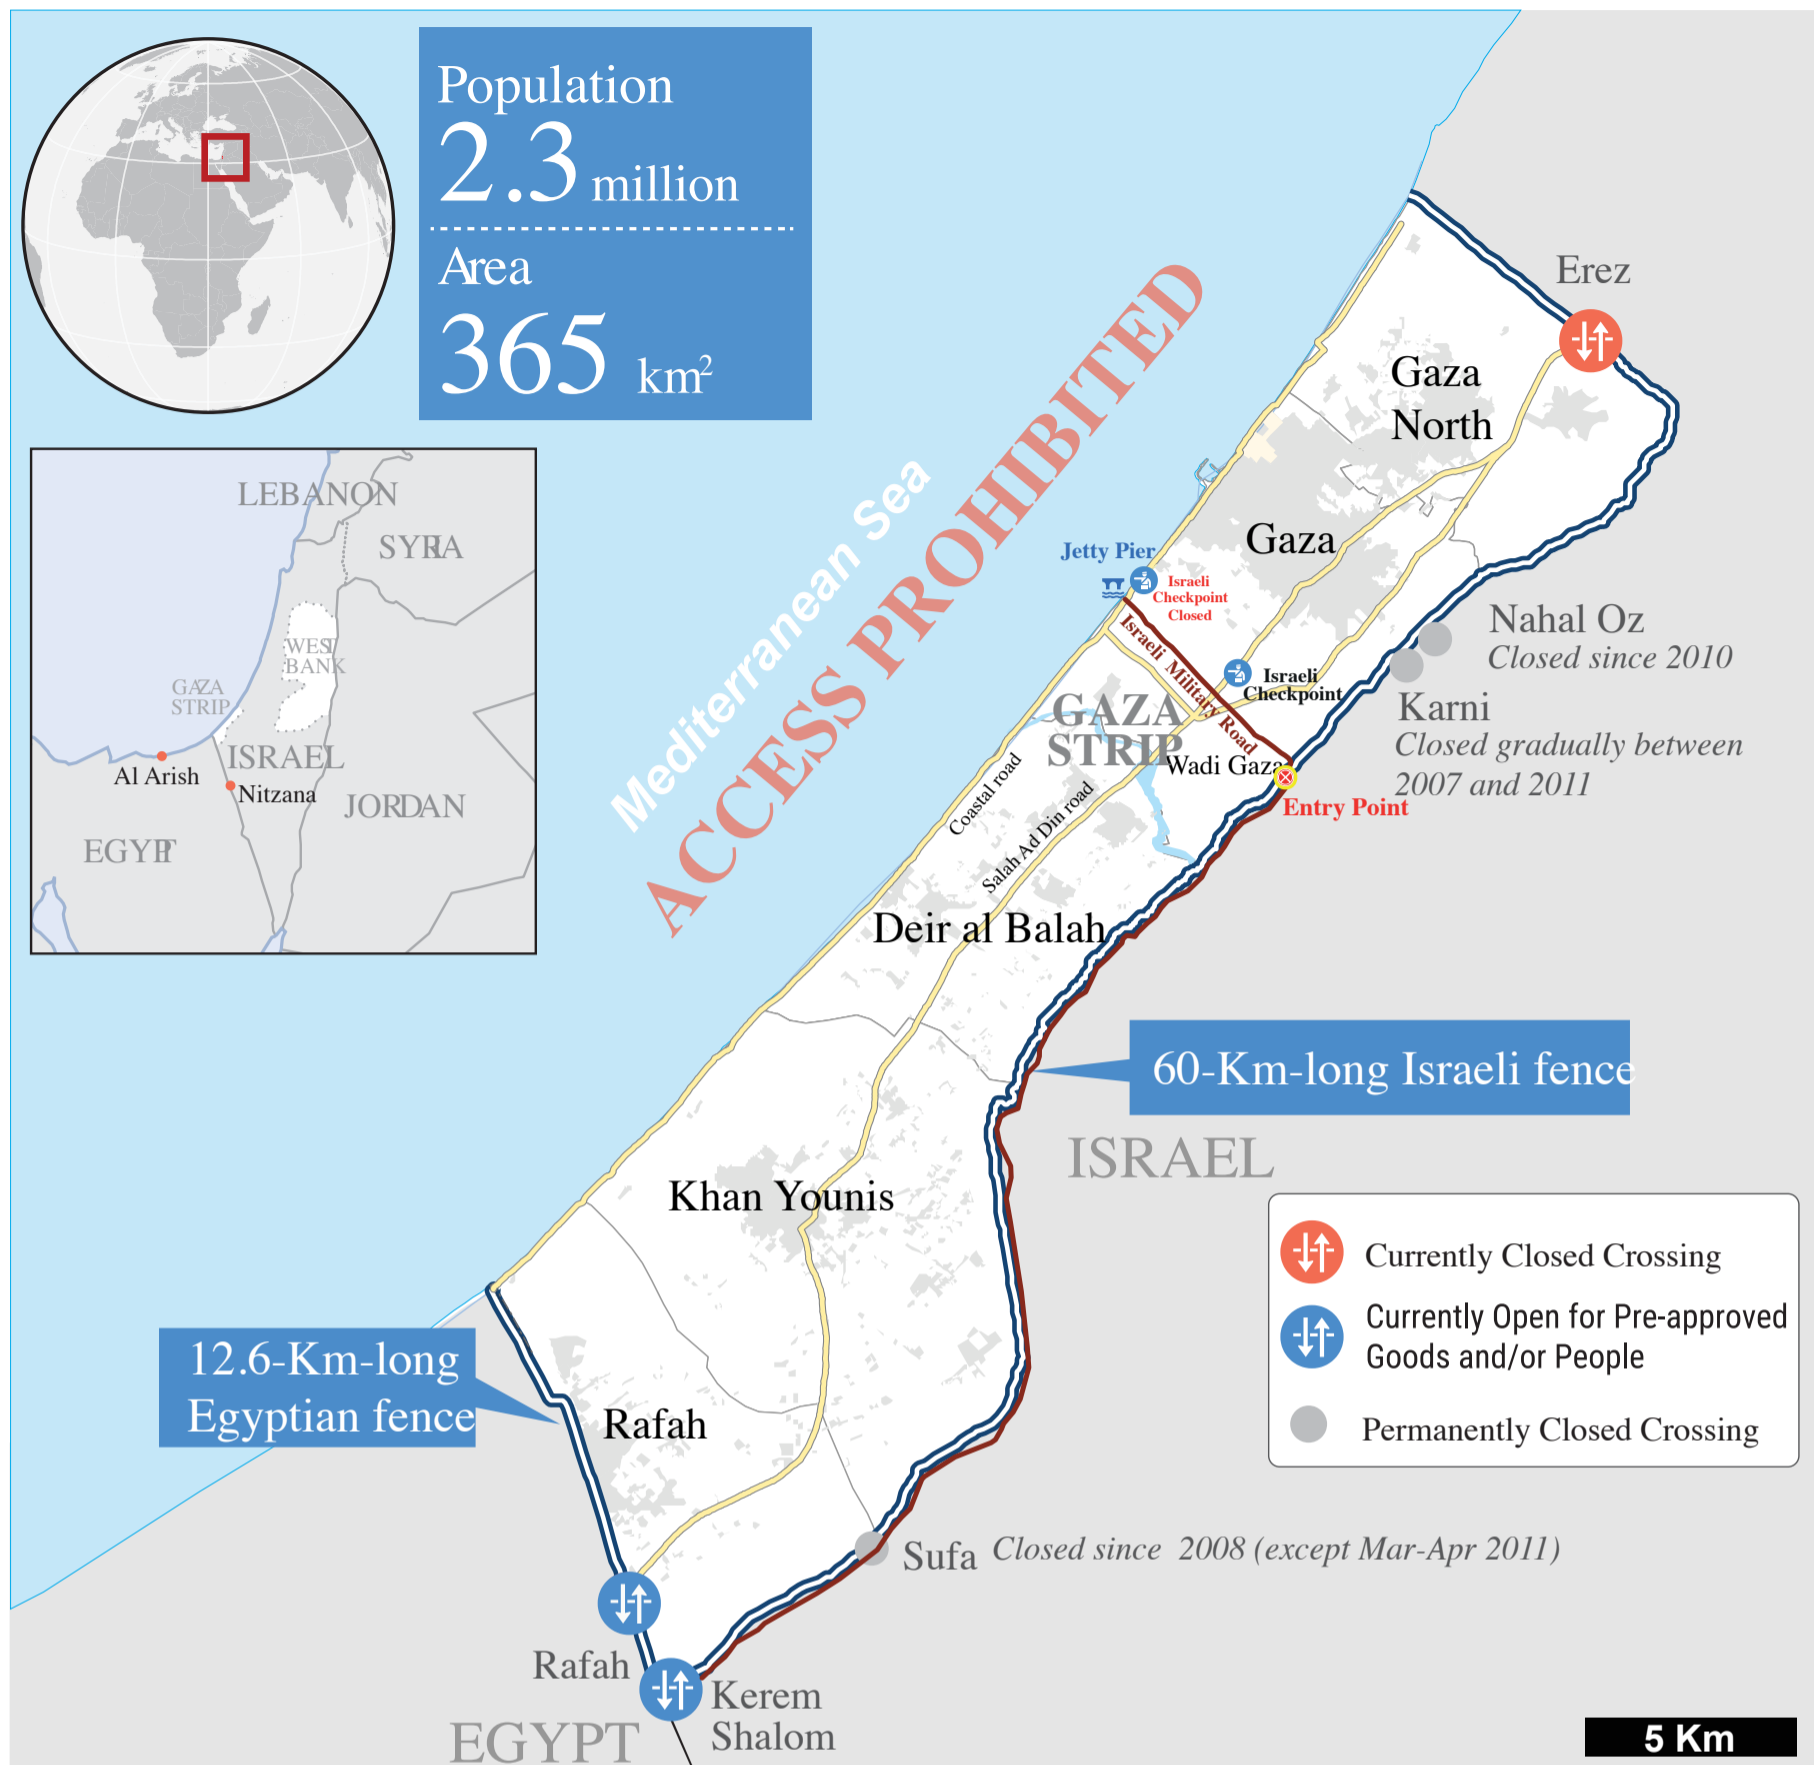 Population
2.3 million
Area
365 km²
LEBANON
SYRIA
WEST
BANK
GAZA
STRIP
ISRAEL
Al Arish
Nitzana
JORDAN
EGYPT
Mediterranean Sea
ACCESS PROHIBITED
Erez
Gaza
North
Gaza
Jetty Pier
Israeli
Checkpoint
Closed
Israeli Military Road
Israeli
Checkpoint
Nahal Oz
Closed since 2010
Karni
Closed gradually between
2007 and 2011
GAZA
STRIP
Wadi Gaza
Entry Point
Coastal road
Salah Ad Din road
Deir al Balah
60-Km-long Israeli fence
ISRAEL
Khan Younis
12.6-Km-long
Egyptian fence
Rafah
Currently Closed Crossing
Currently Open for Pre-approved
Goods and/or People
Permanently Closed Crossing
Sufa Closed since 2008 (except Mar-Apr 2011)
Rafah
Kerem
Shalom
EGYPT
5 Km